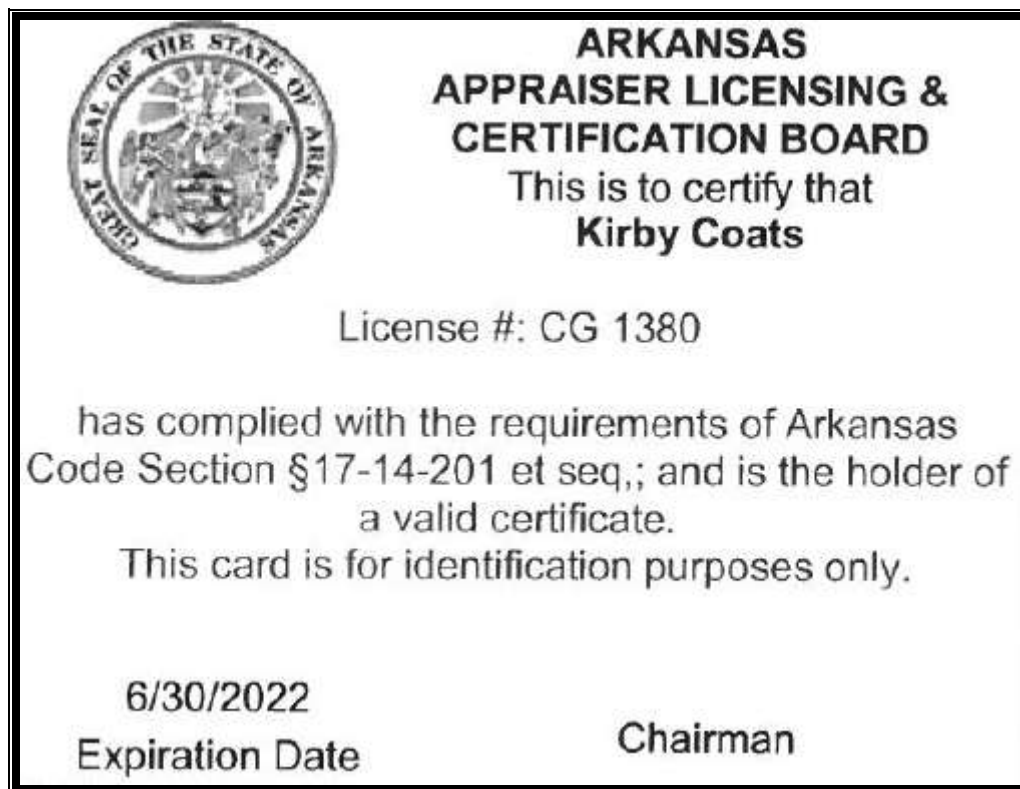 GREAT SEAL OF THE STATE OF ARKANSAS
ARKANSAS
APPRAISER LICENSING &
CERTIFICATION BOARD
This is to certify that
Kirby Coats
License #: CG 1380
has complied with the requirements of Arkansas
Code Section §17-14-201 et seq,; and is the holder of
a valid certificate.
This card is for identification purposes only.
6/30/2022
Expiration Date
Chairman